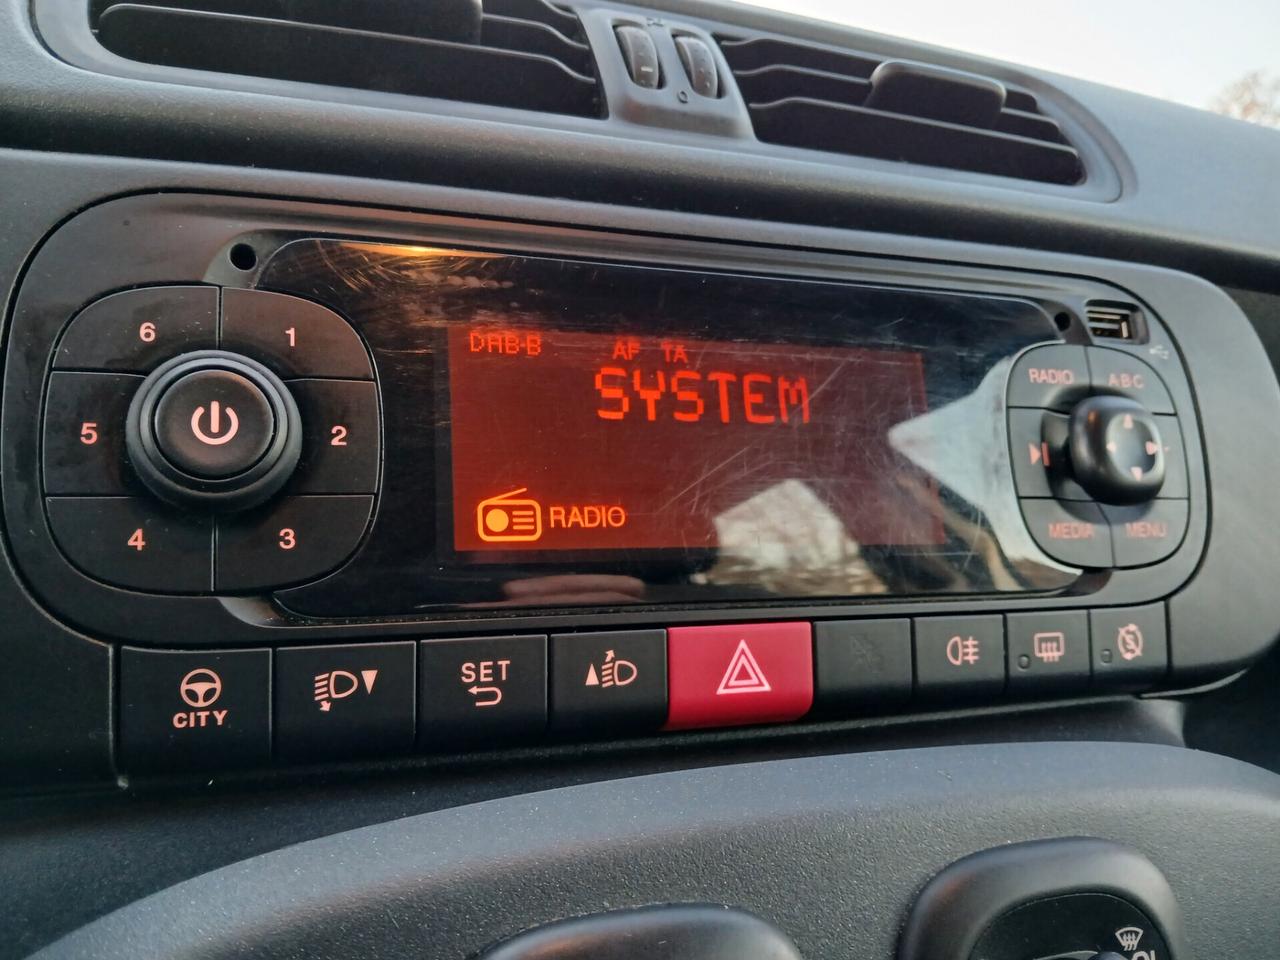 6
1
5
2
4
3
DAB-B AF TA
SYSTEM
RADIO
RADIO
ABC
MEDIA
MENU
CITY
SET